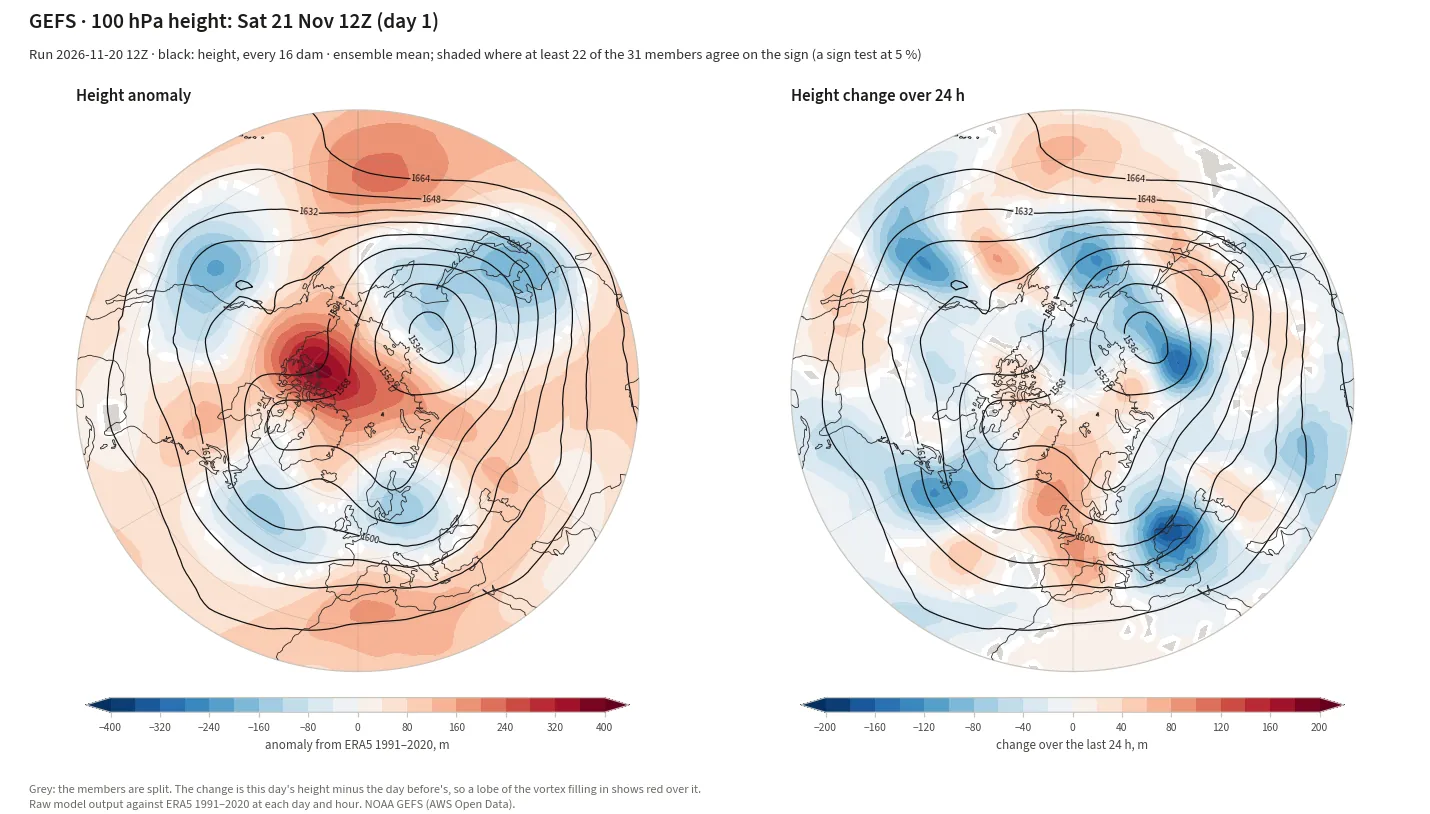 GEFS · 100 hPa height: Sat 21 Nov 12Z (day 1)
Run 2026-11-20 12Z · black: height, every 16 dam · ensemble mean; shaded where at least 22 of the 31 members agree on the sign (a sign test at 5 %)
Height anomaly
Height change over 24 h
1664
1648
1632
1536
1568
1600
1664
1648
1632
1536
1568
1600
−400 −320 −240 −160 −80 0 80 160 240 320 400
anomaly from ERA5 1991–2020, m
−200 −160 −120 −80 −40 0 40 80 120 160 200
change over the last 24 h, m
Grey: the members are split. The change is this day's height minus the day before's, so a lobe of the vortex filling in shows red over it.
Raw model output against ERA5 1991–2020 at each day and hour. NOAA GEFS (AWS Open Data).